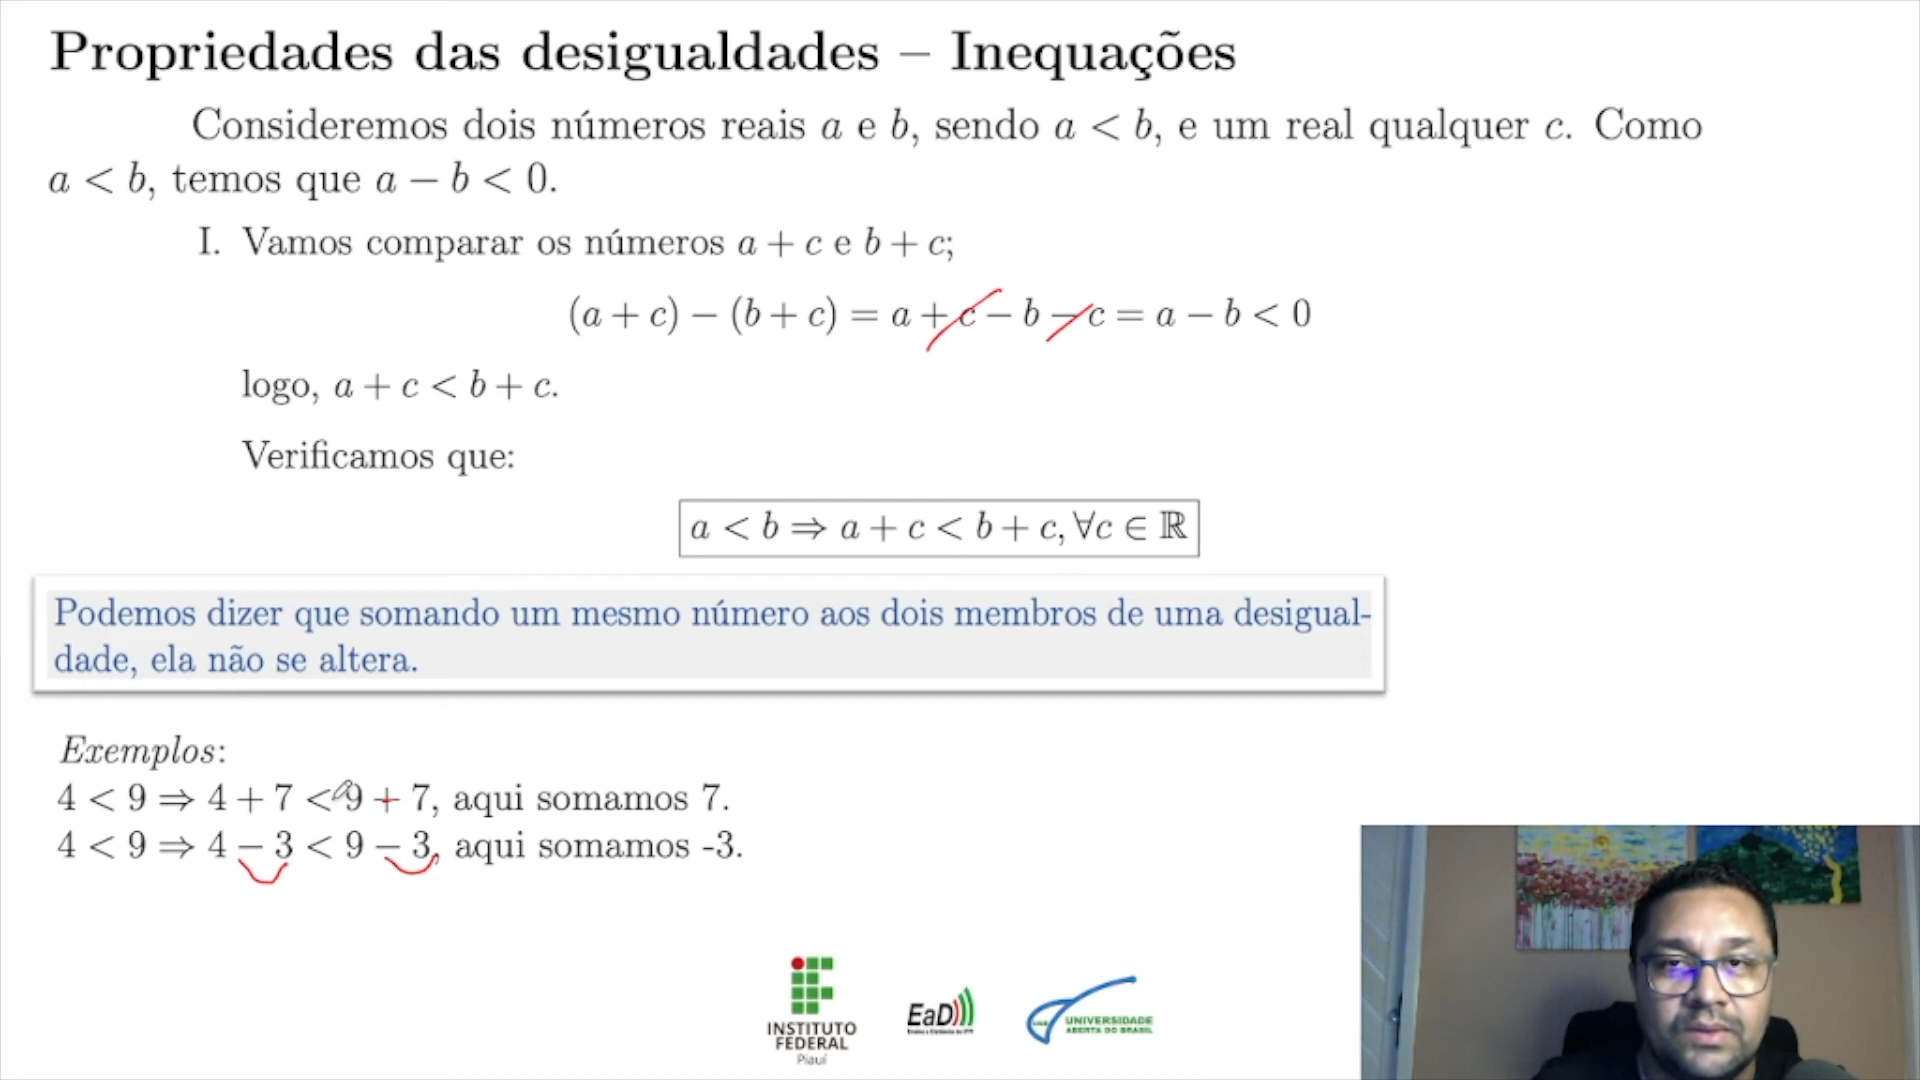 Propriedades das desigualdades – Inequações
Consideremos dois números reais a e b, sendo a < b, e um real qualquer c. Como
a < b, temos que a − b < 0.
I. Vamos comparar os números a + c e b + c;
(a + c) − (b + c) = a + c − b − c = a − b < 0
logo, a + c < b + c.
Verificamos que:
a < b ⇒ a + c < b + c, ∀c ∈ ℝ
Podemos dizer que somando um mesmo número aos dois membros de uma desigual-
dade, ela não se altera.
Exemplos:
4 < 9 ⇒ 4 + 7 < 9 + 7, aqui somamos 7.
4 < 9 ⇒ 4 − 3 < 9 − 3, aqui somamos -3.
INSTITUTO
FEDERAL
Piauí
EaD
UNIVERSIDADE
ABERTA DO BRASIL